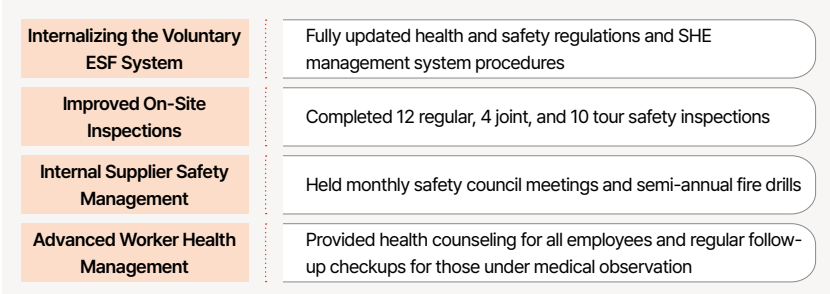 Internalizing the Voluntary
ESF System
Fully updated health and safety regulations and SHE
management system procedures
Improved On-Site
Inspections
Completed 12 regular, 4 joint, and 10 tour safety inspections
Internal Supplier Safety
Management
Held monthly safety council meetings and semi-annual fire drills
Advanced Worker Health
Management
Provided health counseling for all employees and regular follow-
up checkups for those under medical observation